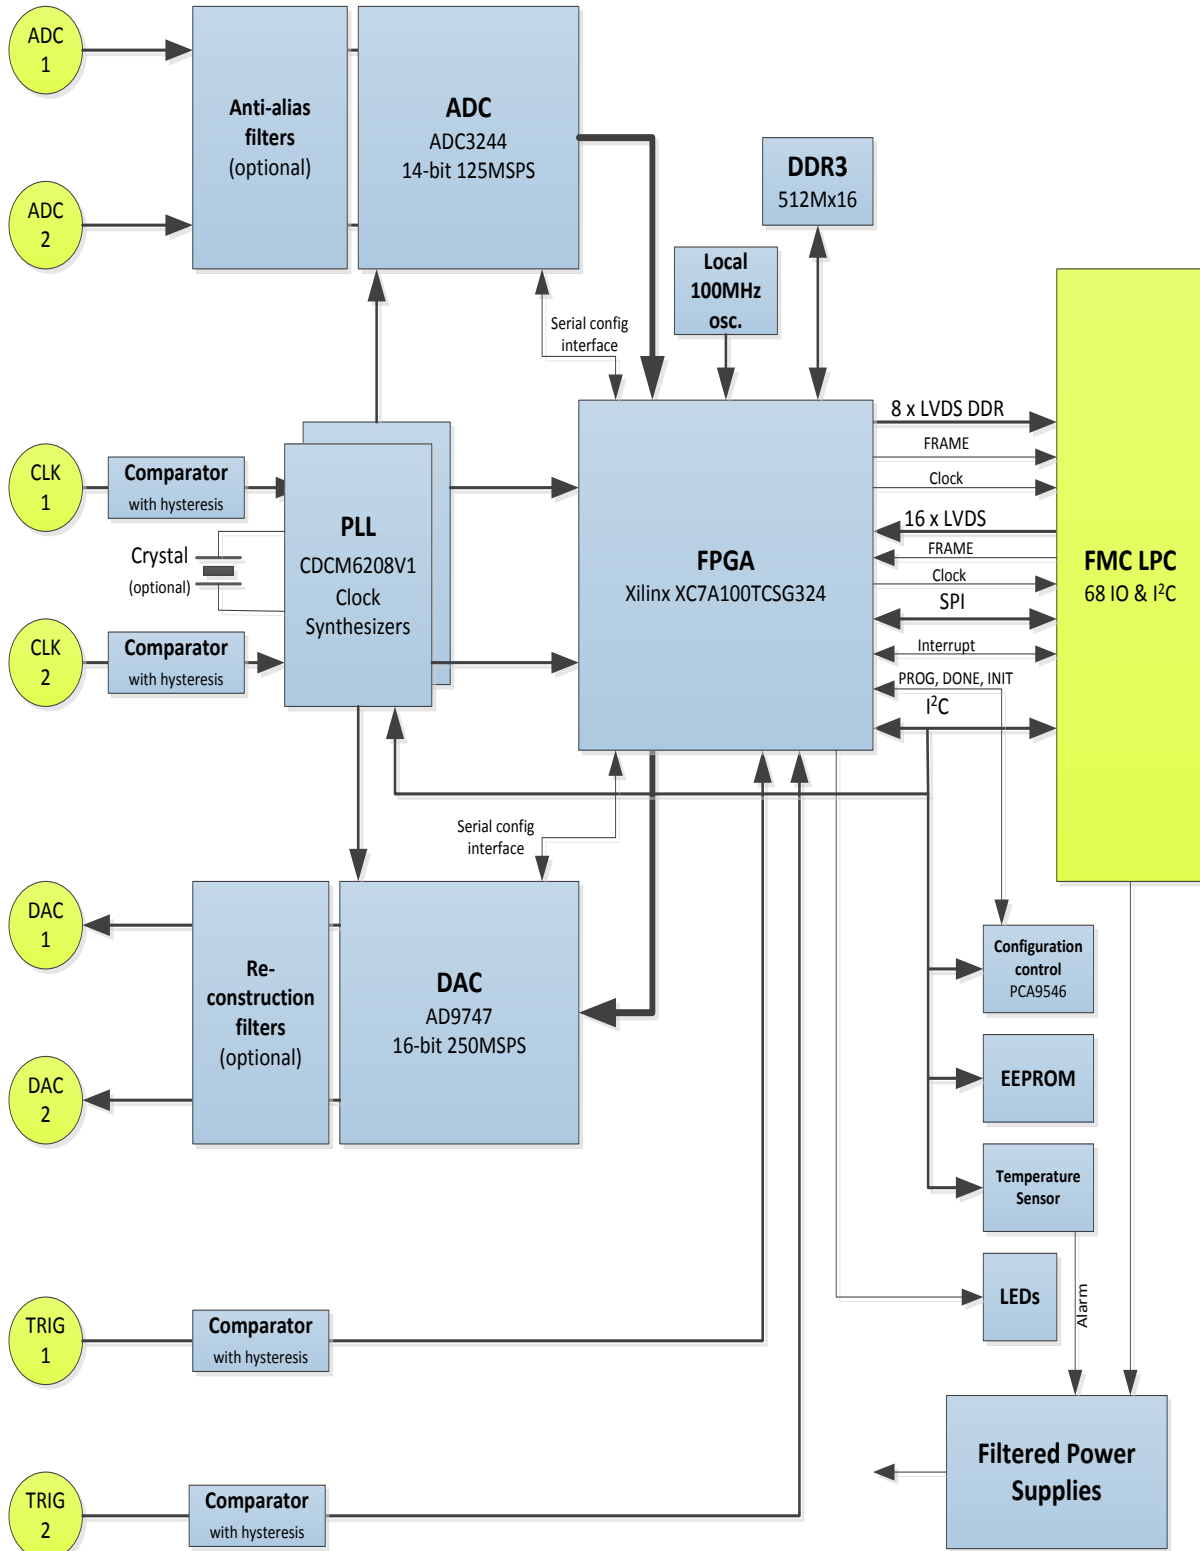 ADC
1
Anti-alias
filters
(optional)
ADC
ADC3244
14-bit 125MSPS
ADC
2
DDR3
512Mx16
Local
100MHz
osc.
Serial config
interface
8 x LVDS DDR
FRAME
Clock
16 x LVDS
FRAME
Clock
SPI
Interrupt
PROG, DONE, INIT
I²C
FMC LPC
68 IO & I²C
CLK
1
Comparator
with hysteresis
Crystal
(optional)
PLL
CDCM6208V1
Clock
Synthesizers
FPGA
Xilinx XC7A100TCSG324
CLK
2
Comparator
with hysteresis
Serial config
interface
DAC
1
Re-
construction
filters
(optional)
DAC
AD9747
16-bit 250MSPS
DAC
2
Configuration
control
PCA9546
EEPROM
Temperature
Sensor
LEDs
Alarm
TRIG
1
Comparator
with hysteresis
Filtered Power
Supplies
TRIG
2
Comparator
with hysteresis